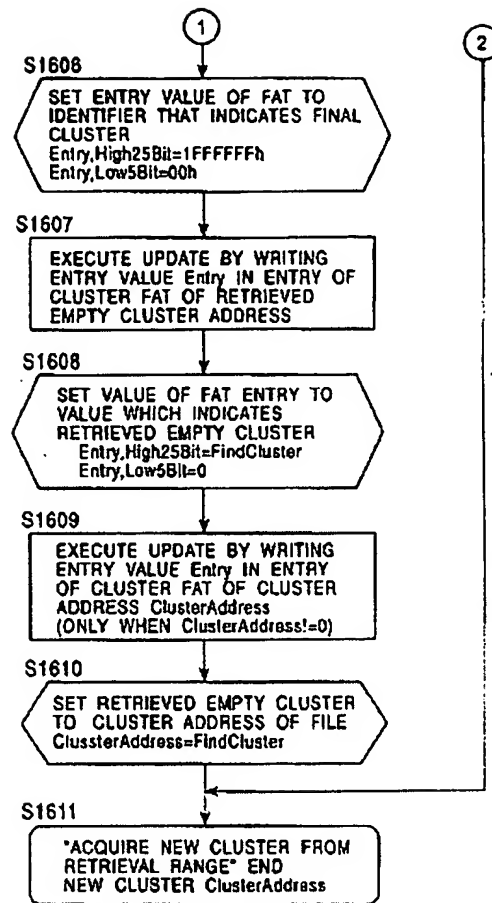 1
2
S1606
SET ENTRY VALUE OF FAT TO
IDENTIFIER THAT INDICATES FINAL
CLUSTER
Entry,High25Bit=1FFFFFFh
Entry,Low5Bit=00h
S1607
EXECUTE UPDATE BY WRITING
ENTRY VALUE Entry IN ENTRY OF
CLUSTER FAT OF RETRIEVED
EMPTY CLUSTER ADDRESS
S1608
SET VALUE OF FAT ENTRY TO
VALUE WHICH INDICATES
RETRIEVED EMPTY CLUSTER
Entry,High25Bit=FindCluster
Entry,Low5Bit=0
S1609
EXECUTE UPDATE BY WRITING
ENTRY VALUE Entry IN ENTRY
OF CLUSTER FAT OF CLUSTER
ADDRESS ClusterAddress
(ONLY WHEN ClusterAddress!=0)
S1610
SET RETRIEVED EMPTY CLUSTER
TO CLUSTER ADDRESS OF FILE
ClussterAddress=FindCluster
S1611
"ACQUIRE NEW CLUSTER FROM
RETRIEVAL RANGE" END
NEW CLUSTER ClusterAddress